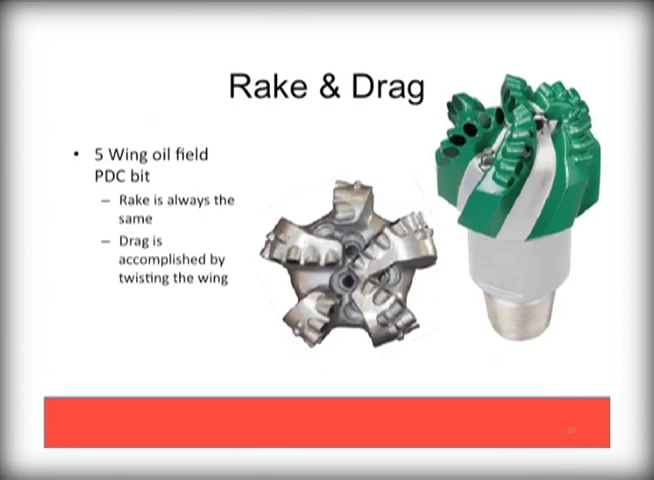 Rake & Drag
• 5 Wing oil field
PDC bit
– Rake is always the
same
– Drag is
accomplished by
twisting the wing